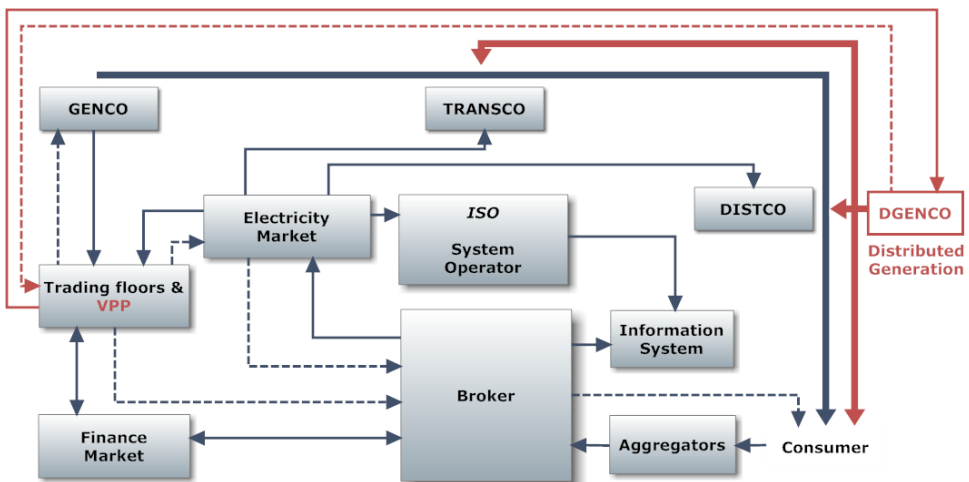 GENCO
TRANSCO
Electricity
Market
ISO
System
Operator
DISTCO
DGENCO
Distributed
Generation
Trading floors &
VPP
Information
System
Broker
Finance
Market
Aggregators
Consumer